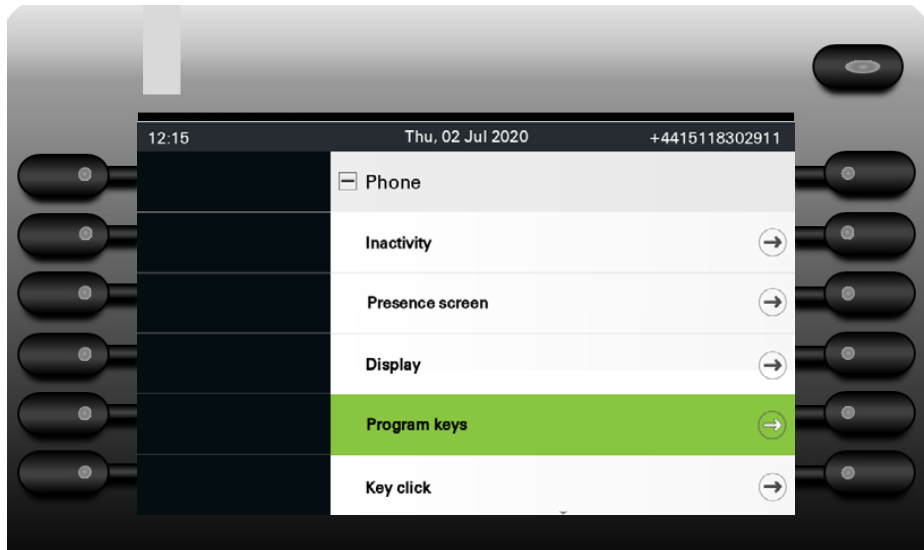 12:15 Thu, 02 Jul 2020 +4415118302911
Phone
Inactivity
Presence screen
Display
Program keys
Key click